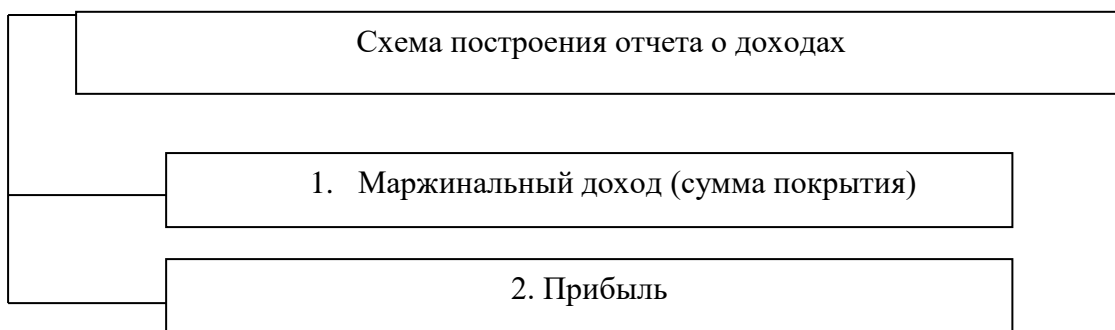 Схема построения отчета о доходах
1. Маржинальный доход (сумма покрытия)
2. Прибыль